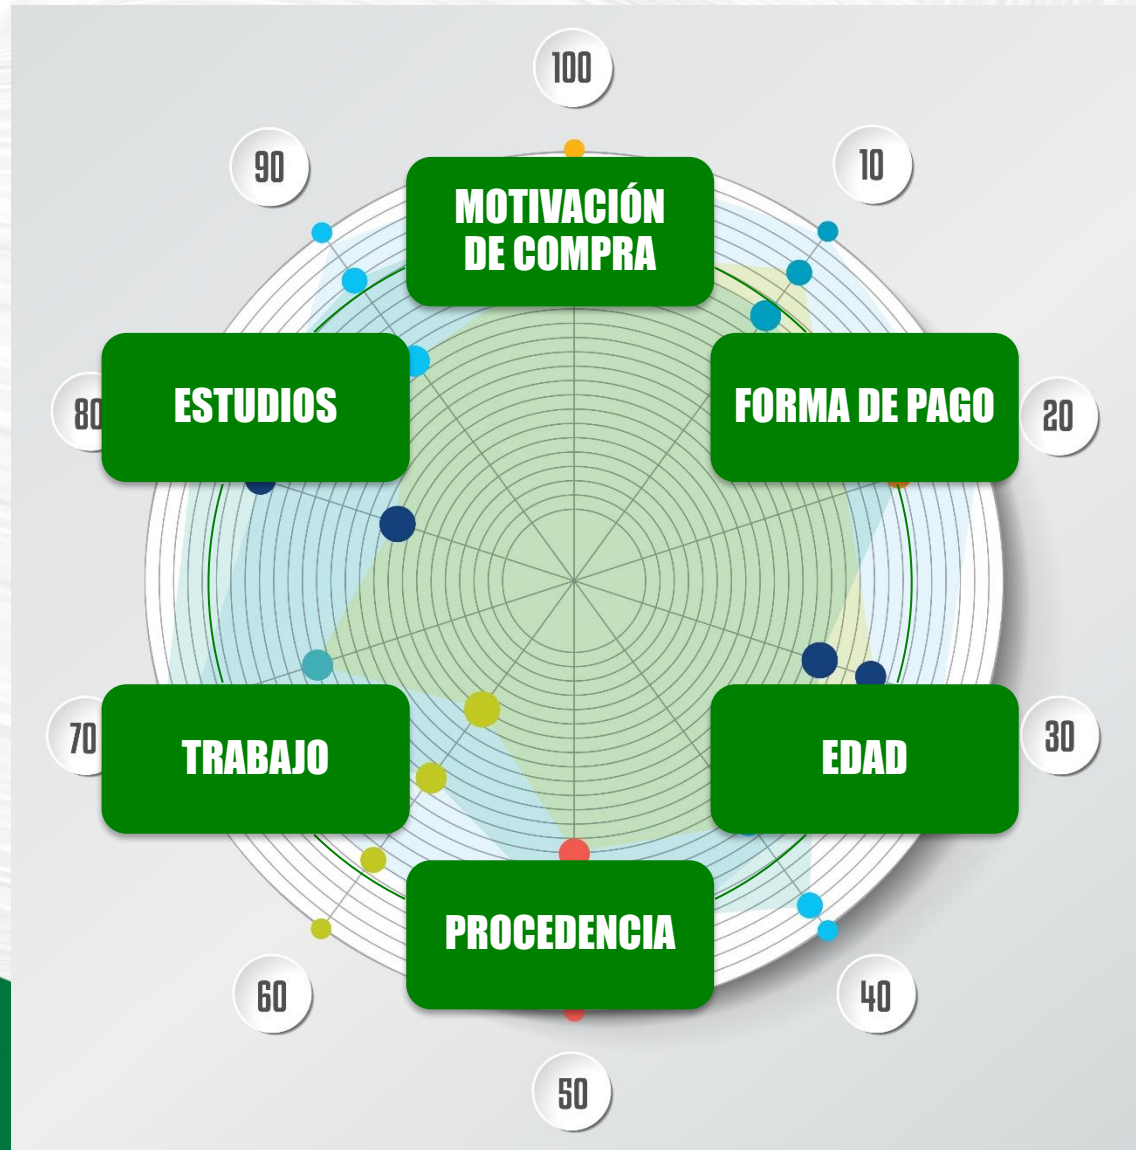 100
90
10
MOTIVACIÓN
DE COMPRA
80
ESTUDIOS
FORMA DE PAGO
20
70
TRABAJO
EDAD
30
PROCEDENCIA
60
40
50